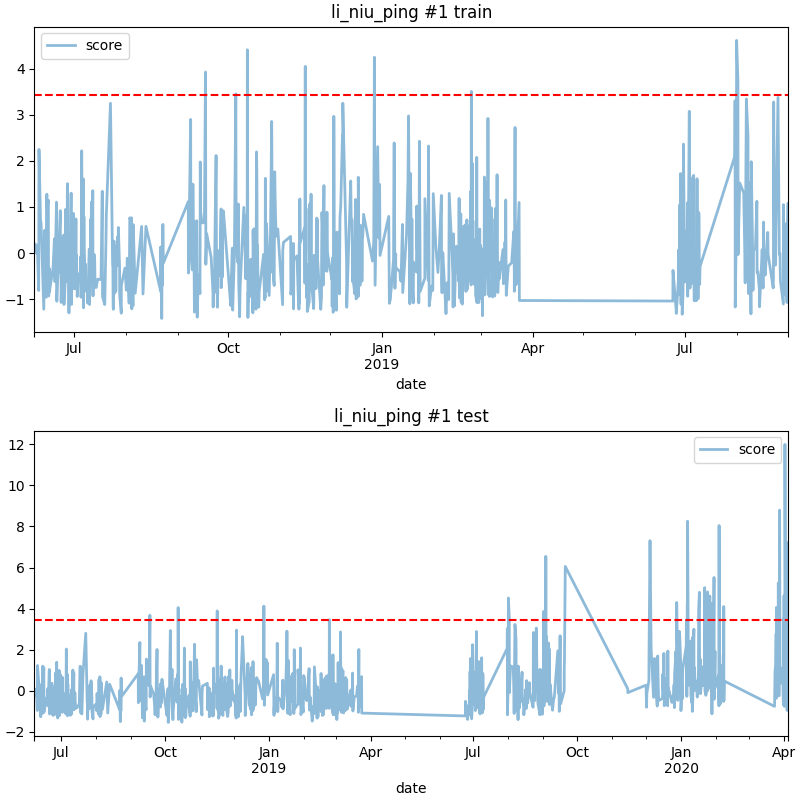 li_niu_ping #1 train
score
4
3
2
1
0
−1
Jul
Oct
Jan
2019
Apr
Jul
date
li_niu_ping #1 test
score
12
10
8
6
4
2
0
−2
Jul
Oct
Jan
2019
Apr
Jul
Oct
Jan
2020
Apr
date